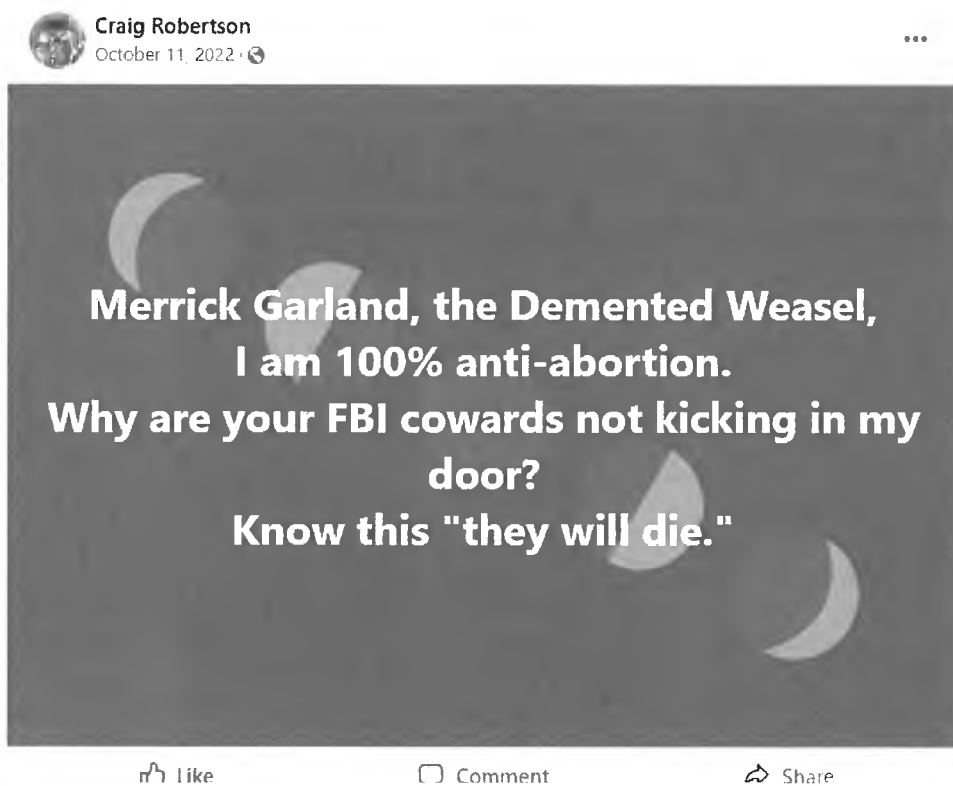 Craig Robertson
October 11, 2022 ·
Merrick Garland, the Demented Weasel,
I am 100% anti-abortion.
Why are your FBI cowards not kicking in my
door?
Know this "they will die."
Like Comment Share